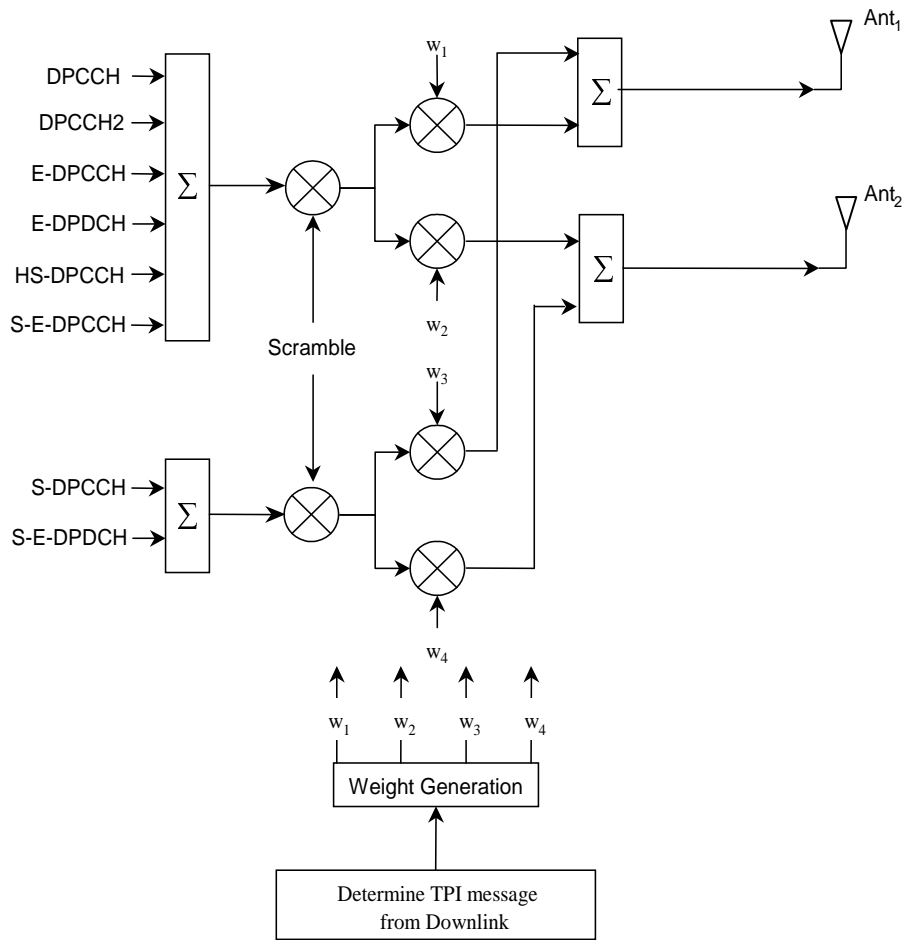 Ant1
w1
DPCCH
Σ
DPCCH2
E-DPCCH
Σ
Ant2
E-DPDCH
HS-DPCCH
Σ
S-E-DPCCH
w2
Scramble
w3
S-DPCCH
Σ
S-E-DPDCH
w4
w1 w2 w3 w4
Weight Generation
Determine TPI message
from Downlink